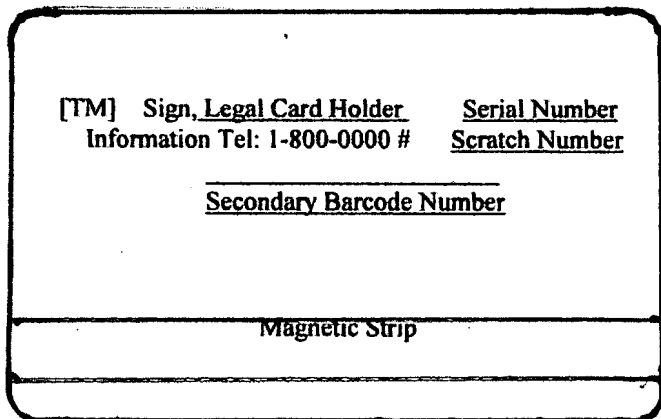 [TM] Sign, Legal Card Holder Serial Number
Information Tel: 1-800-0000 # Scratch Number
Secondary Barcode Number
Magnetic Strip